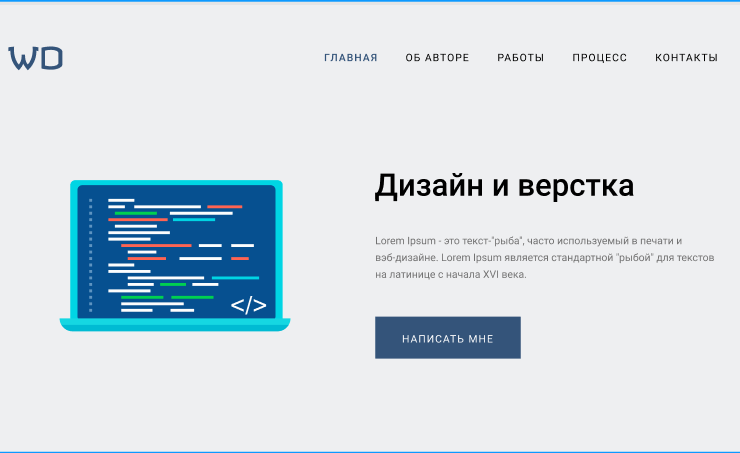 WD
ГЛАВНАЯ ОБ АВТОРЕ РАБОТЫ ПРОЦЕСС КОНТАКТЫ
Дизайн и верстка
Lorem Ipsum - это текст-"рыба", часто используемый в печати и
вэб-дизайне. Lorem Ipsum является стандартной "рыбой" для текстов
на латинице с начала XVI века.
</>
НАПИСАТЬ МНЕ